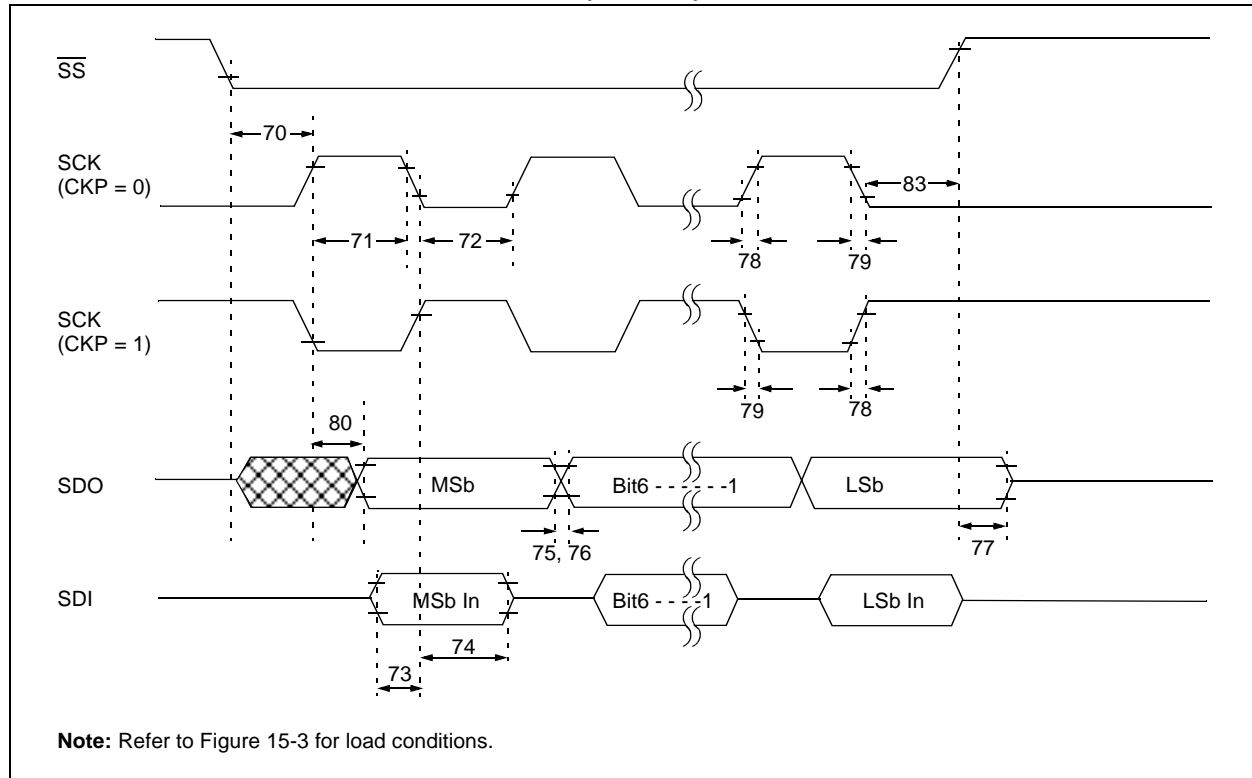 SS
70
SCK
(CKP = 0)
83
71
72
78
79
SCK
(CKP = 1)
79
78
80
SDO
MSb
Bit6 - - - - - -1
LSb
75, 76
77
SDI
MSb In
Bit6 - - - -1
LSb In
74
73
Note: Refer to Figure 15-3 for load conditions.